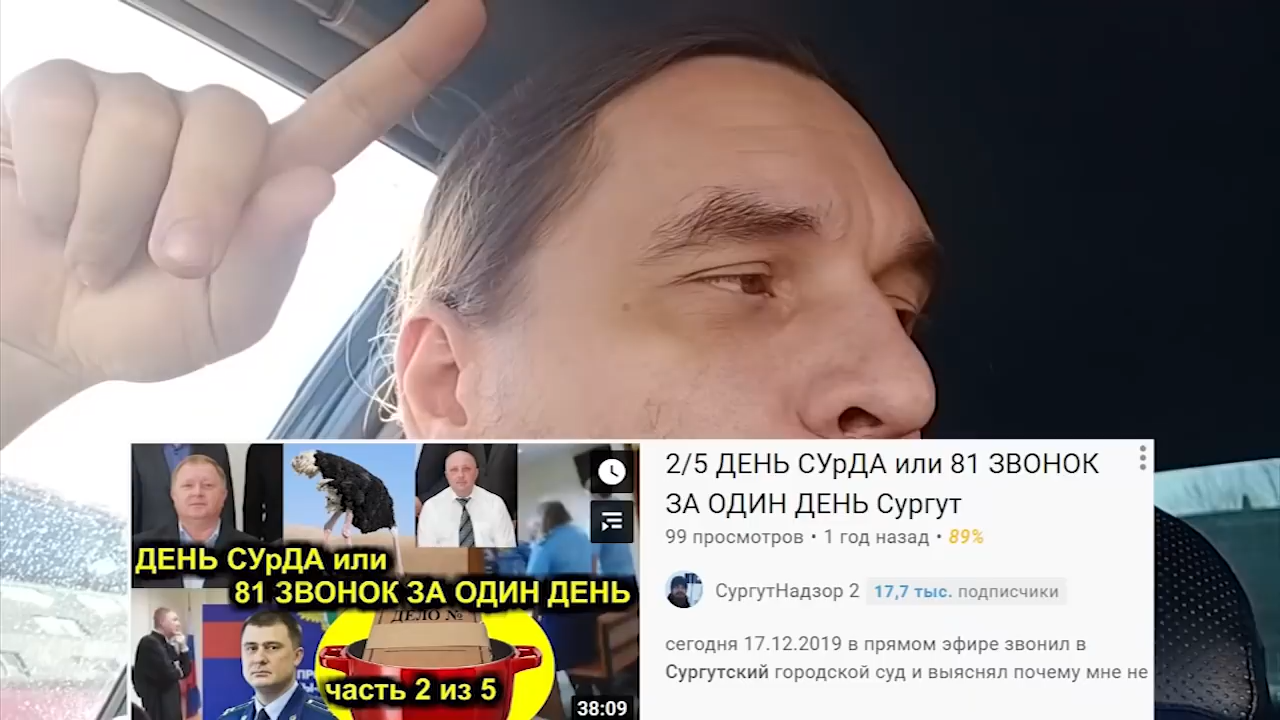 2/5 ДЕНЬ СУрДА или 81 ЗВОНОК
ЗА ОДИН ДЕНЬ Сургут
99 просмотров • 1 год назад • 89%
СургутНадзор 2 17,7 тыс. подписчики
сегодня 17.12.2019 в прямом эфире звонил в
Сургутский городской суд и выяснял почему мне не
ДЕНЬ СУрДА или
81 ЗВОНОК ЗА ОДИН ДЕНЬ
ДЕЛО №
часть 2 из 5
38:09